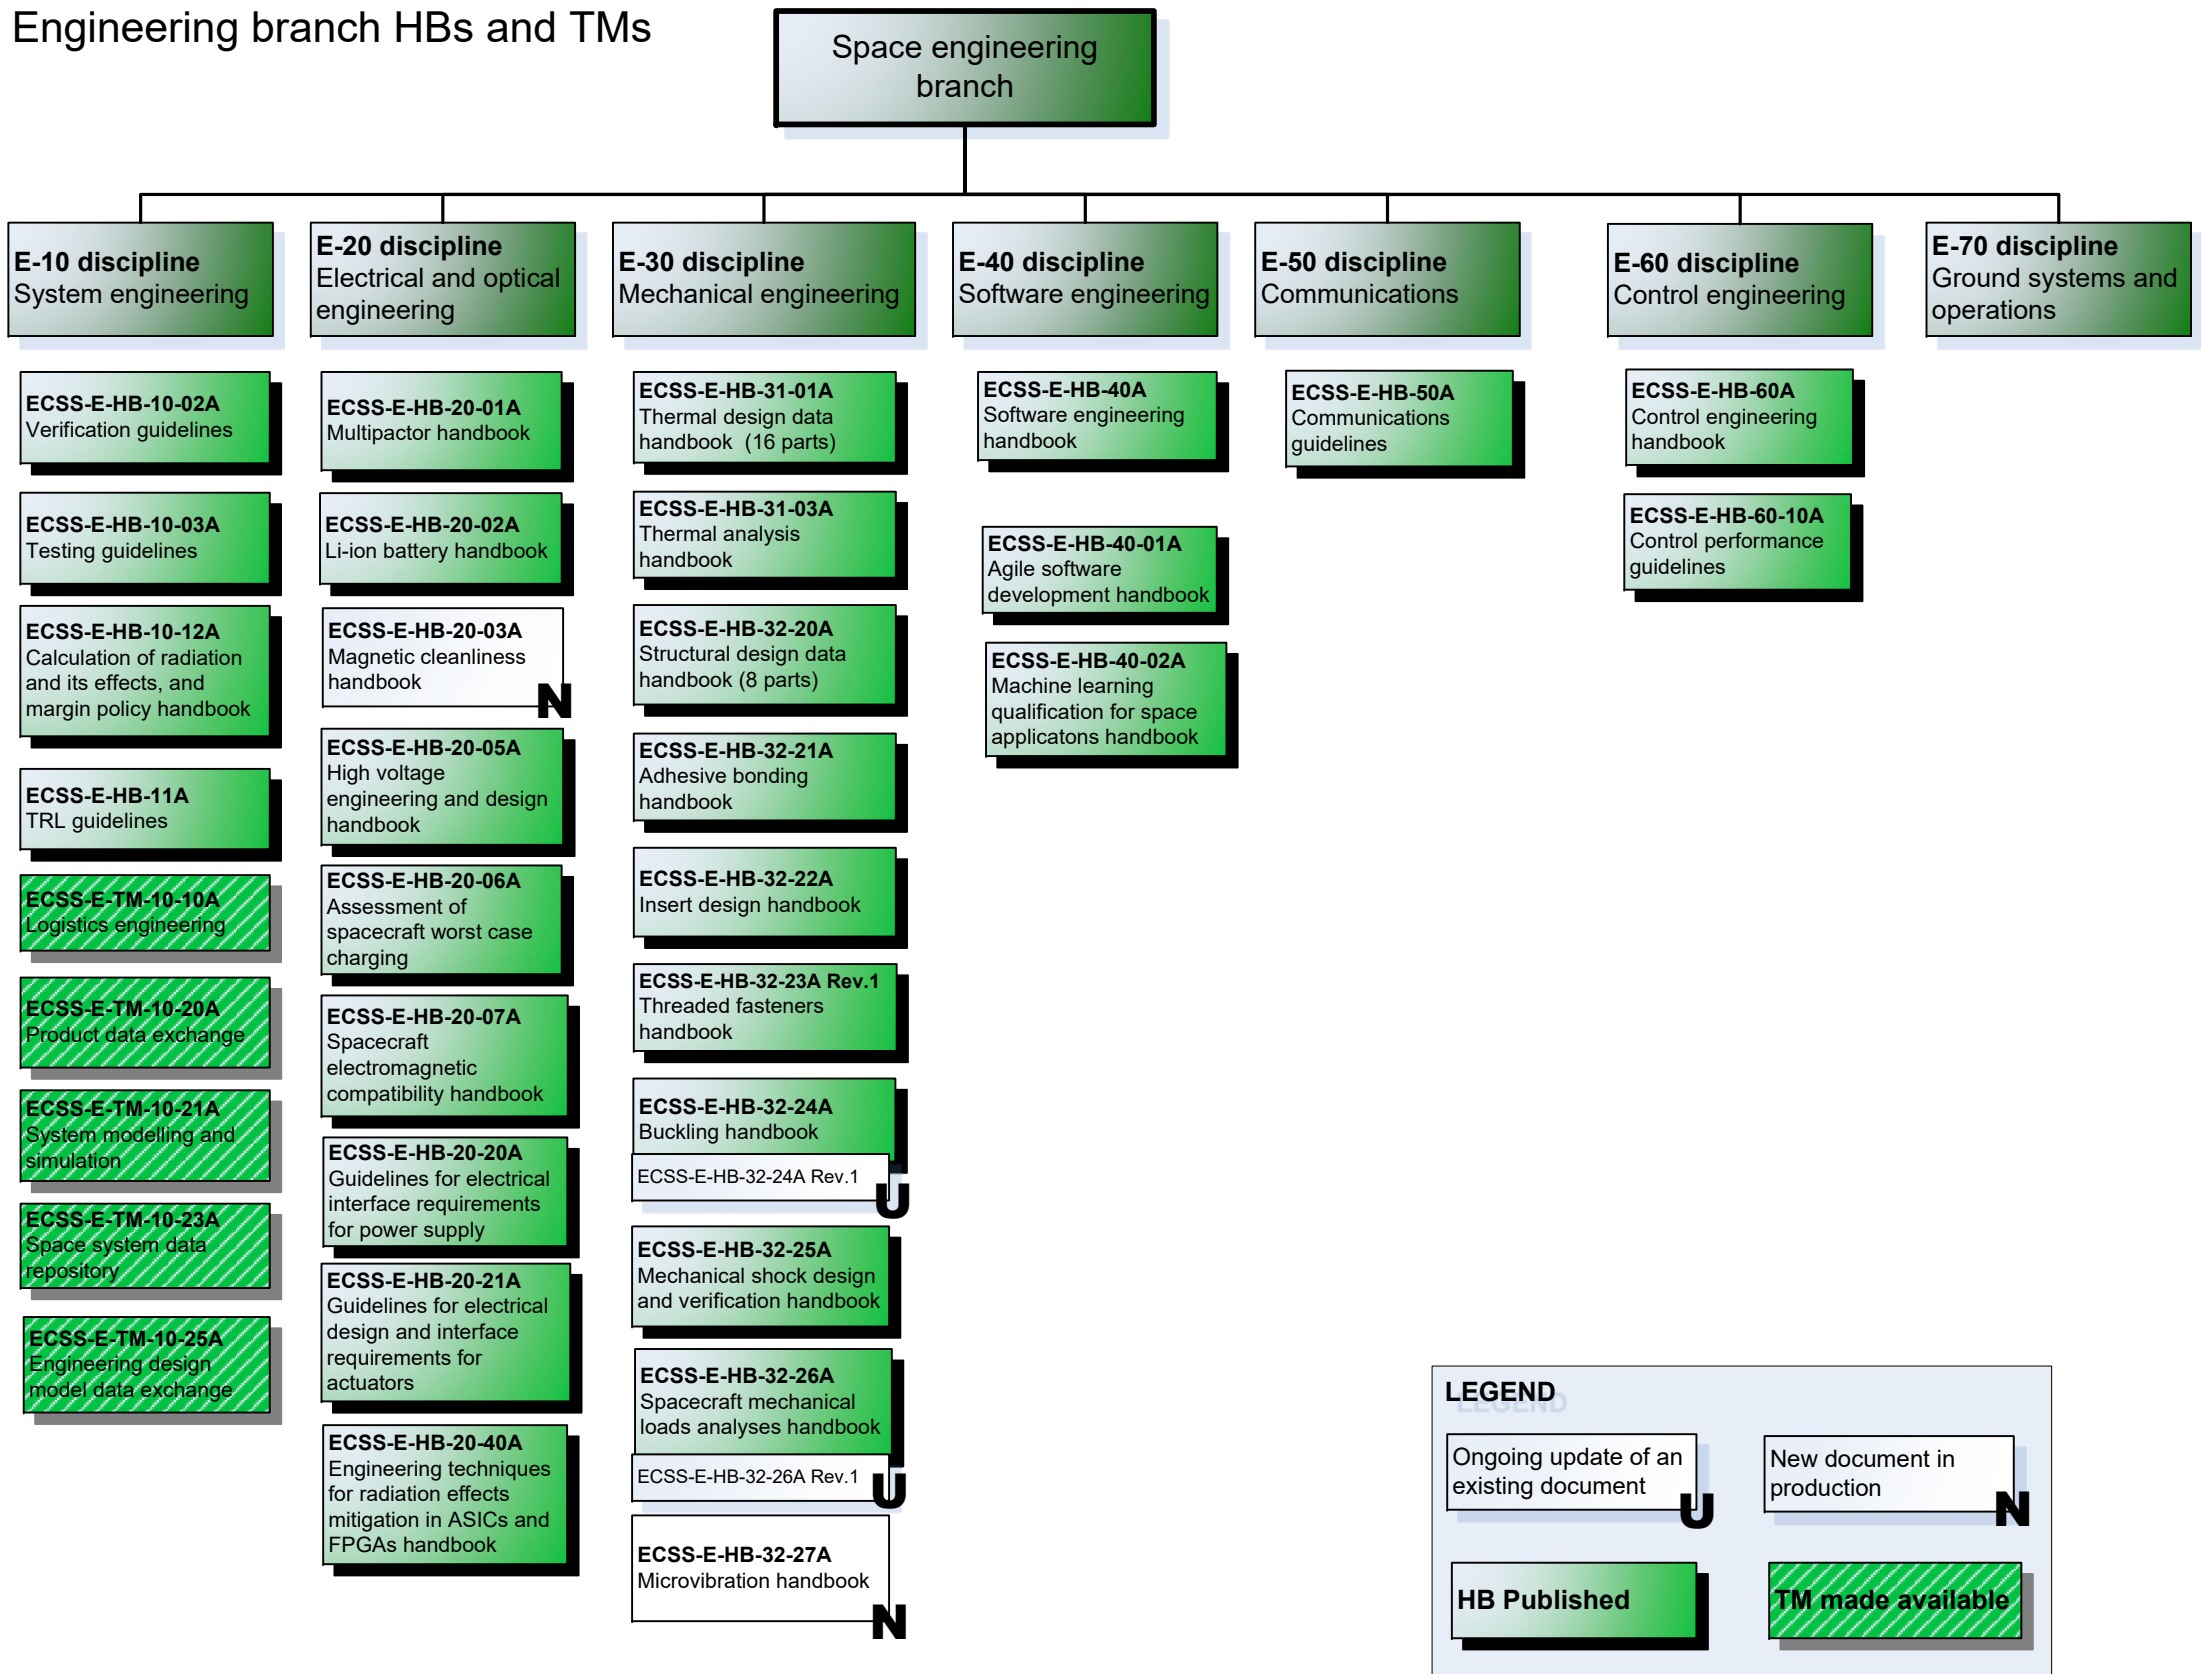 Engineering branch HBs and TMs
Space engineering
branch
E-10 discipline
System engineering
E-20 discipline
Electrical and optical
engineering
E-30 discipline
Mechanical engineering
E-40 discipline
Software engineering
E-50 discipline
Communications
E-60 discipline
Control engineering
E-70 discipline
Ground systems and
operations
ECSS-E-HB-10-02A
Verification guidelines
ECSS-E-HB-10-03A
Testing guidelines
ECSS-E-HB-10-12A
Calculation of radiation
and its effects, and
margin policy handbook
ECSS-E-HB-11A
TRL guidelines
ECSS-E-TM-10-10A
Logistics engineering
ECSS-E-TM-10-20A
Product data exchange
ECSS-E-TM-10-21A
System modelling and
simulation
ECSS-E-TM-10-23A
Space system data
repository
ECSS-E-TM-10-25A
Engineering design
model data exchange
ECSS-E-HB-20-01A
Multipactor handbook
ECSS-E-HB-20-02A
Li-ion battery handbook
ECSS-E-HB-20-03A
Magnetic cleanliness
handbook
N
ECSS-E-HB-20-05A
High voltage
engineering and design
handbook
ECSS-E-HB-20-06A
Assessment of
spacecraft worst case
charging
ECSS-E-HB-20-07A
Spacecraft
electromagnetic
compatibility handbook
ECSS-E-HB-20-20A
Guidelines for electrical
interface requirements
for power supply
ECSS-E-HB-20-21A
Guidelines for electrical
design and interface
requirements for
actuators
ECSS-E-HB-20-40A
Engineering techniques
for radiation effects
mitigation in ASICs and
FPGAs handbook
ECSS-E-HB-31-01A
Thermal design data
handbook (16 parts)
ECSS-E-HB-31-03A
Thermal analysis
handbook
ECSS-E-HB-32-20A
Structural design data
handbook (8 parts)
ECSS-E-HB-32-21A
Adhesive bonding
handbook
ECSS-E-HB-32-22A
Insert design handbook
ECSS-E-HB-32-23A Rev.1
Threaded fasteners
handbook
ECSS-E-HB-32-24A
Buckling handbook
ECSS-E-HB-32-24A Rev.1
U
ECSS-E-HB-32-25A
Mechanical shock design
and verification handbook
ECSS-E-HB-32-26A
Spacecraft mechanical
loads analyses handbook
ECSS-E-HB-32-26A Rev.1
U
ECSS-E-HB-32-27A
Microvibration handbook
N
ECSS-E-HB-40A
Software engineering
handbook
ECSS-E-HB-40-01A
Agile software
development handbook
ECSS-E-HB-40-02A
Machine learning
qualification for space
applicatons handbook
ECSS-E-HB-50A
Communications
guidelines
ECSS-E-HB-60A
Control engineering
handbook
ECSS-E-HB-60-10A
Control performance
guidelines
LEGEND
Ongoing update of an
existing document
U
New document in
production
N
HB Published
TM made available